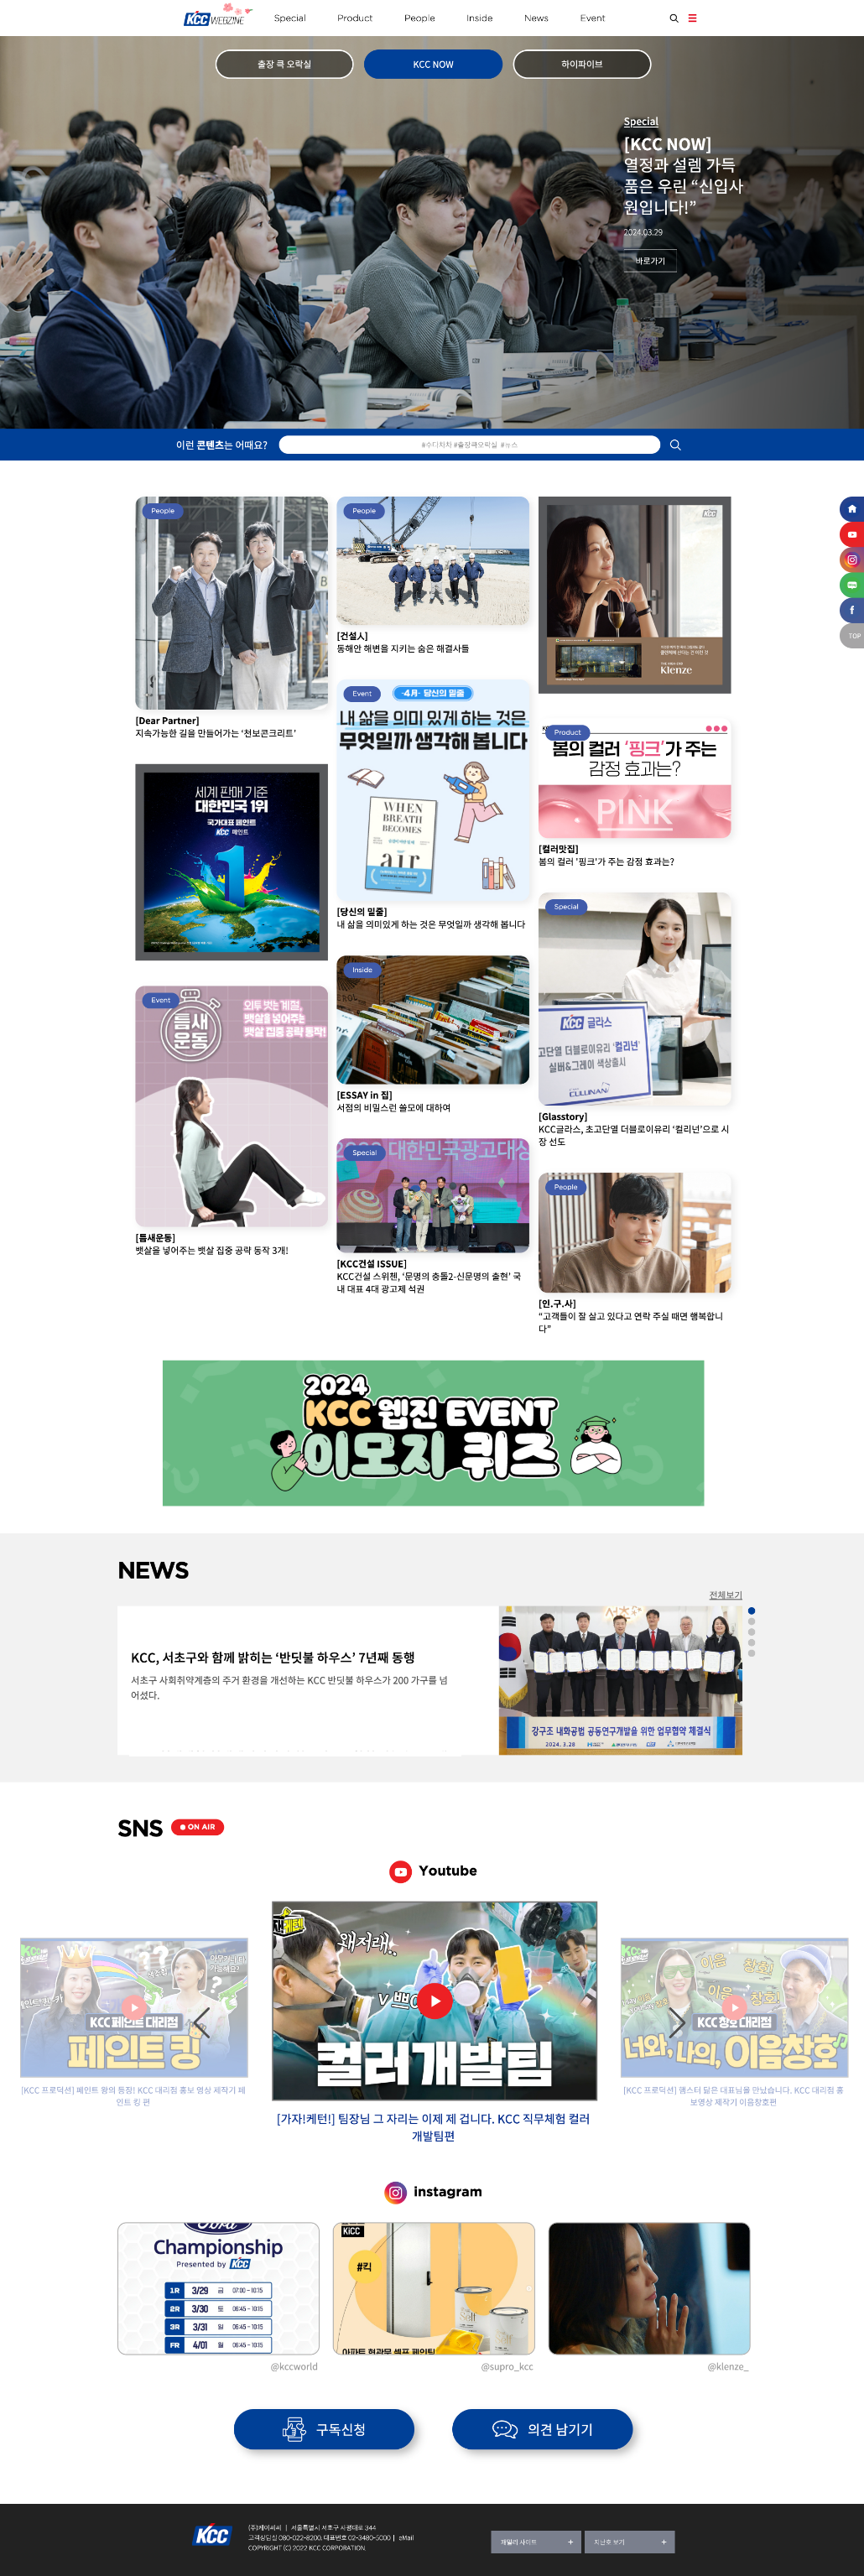 KCC WEBZINE
Special
Product
People
Inside
News
Event
출장 큭 오락실
KCC NOW
하이파이브
Special
[KCC NOW]
열정과 설렘 가득
품은 우린 “신입사
원입니다!”
2024.03.29
바로가기
이런 콘텐츠는 어때요?
People
[Dear Partner]
지속가능한 길을 만들어가는 ‘천보콘크리트’
세계 판매 기준
대한민국 1위
국가대표 페인트
KCC 페인트
1
Event
틈새
운동
외투 벗는 계절,
뱃살을 넣어주는
뱃살 집중 공략 동작!
[틈새운동]
뱃살을 넣어주는 뱃살 집중 공략 동작 3개!
People
[건설人]
동해안 해변을 지키는 숨은 해결사들
Event
4월 당신의 밑줄
내 삶을 의미 있게 하는 것은
무엇일까 생각해 봅니다
WHEN
BREATH
BECOMES
air
[당신의 밑줄]
내 삶을 의미있게 하는 것은 무엇일까 생각해 봅니다
Inside
[ESSAY in 집]
서점의 비밀스런 쓸모에 대하여
Special
대한민국광고대상
[KCC건설 ISSUE]
KCC건설 스위첸, ‘문명의 충돌2-신문명의 출현’ 국
내 대표 4대 광고제 석권
KCC
Klenze
Product
봄의 컬러 '핑크'가 주는
감정 효과는?
PINK
[컬러맛집]
봄의 컬러 '핑크'가 주는 감정 효과는?
Special
KCC 글라스
고단열 더블로이유리 '컬리넌'
실버&그레이 색상출시
CULLINAN
[Glasstory]
KCC글라스, 초고단열 더블로이유리 ‘컬리넌’으로 시
장 선도
People
[인.구.사]
“고객들이 잘 살고 있다고 연락 주실 때면 행복합니
다”
TOP
2024
KCC 웹진 EVENT
이모지 퀴즈
NEWS
전체보기
KCC, 서초구와 함께 밝히는 ‘반딧불 하우스’ 7년째 동행
서초구 사회취약계층의 주거 환경을 개선하는 KCC 반딧불 하우스가 200 가구를 넘
어섰다.
강구조 내화공법 공동연구개발을 위한 업무협약 체결식
2024. 3. 28
SNS
ON AIR
Youtube
KCC 페인트 대리점
페인트 킹
[KCC 프로덕션] 페인트 왕의 등장! KCC 대리점 홍보 영상 제작기 페
인트 킹 편
왜저래..
컬러개발팀
[가자!케턴!] 팀장님 그 자리는 이제 제 겁니다. KCC 직무체험 컬러
개발팀편
KCC 창호 대리점
너와, 나의, 이음창호
[KCC 프로덕션] 햄스터 닮은 대표님을 만났습니다. KCC 대리점 홍
보영상 제작기 이음창호편
instagram
Ford
Championship
Presented by KCC
1R 3/29 금 07:00 - 10:15
2R 3/30 토 06:45 - 10:15
3R 3/31 일 06:45 - 10:15
FR 4/01 월 06:45 - 10:15
@kccworld
#킥
아파트 현관문 셀프 페인팅
@supro_kcc
@klenze_
구독신청
의견 남기기
KCC
(주)케이씨씨 | 서울특별시 서초구 사평대로 344
고객상담실 080-022-8200, 대표번호 02-3480-5000 | eMail
COPYRIGHT (C) 2022 KCC CORPORATION.
패밀리 사이트 +
지난호 보기 +